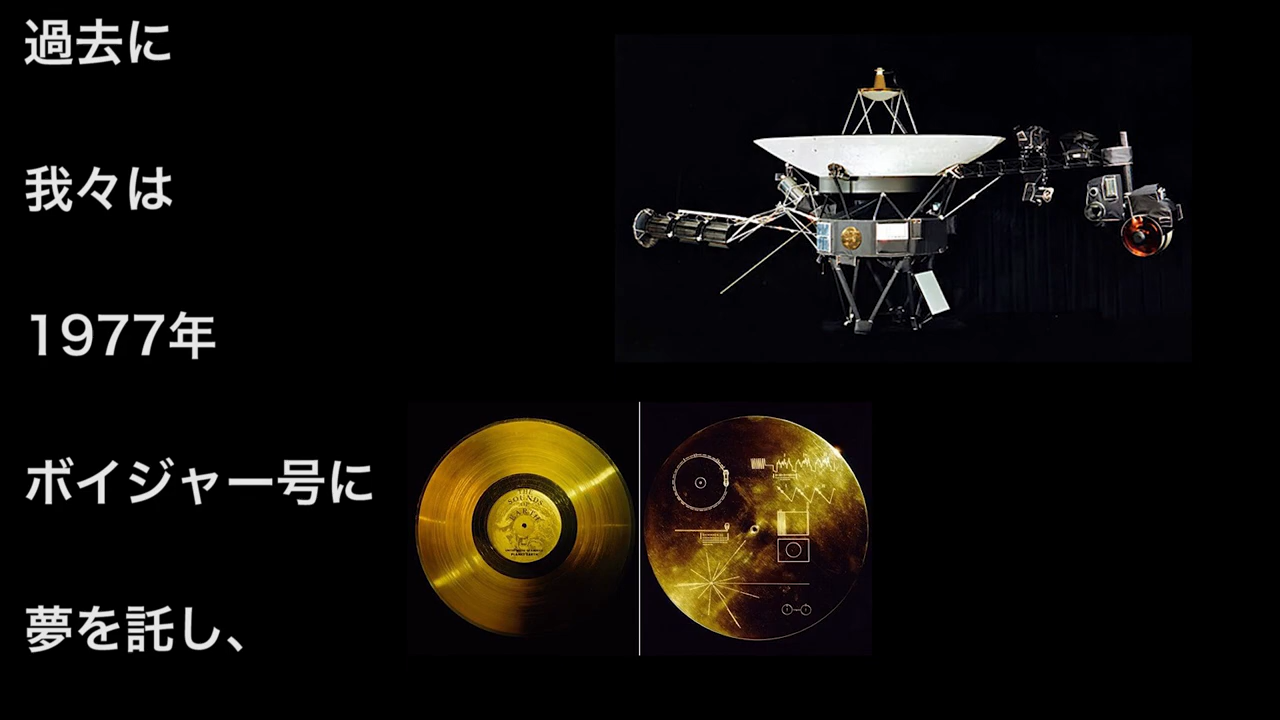 過去に
我々は
1977年
ボイジャー号に
夢を託し、
THE
SOUNDS
OF
EARTH